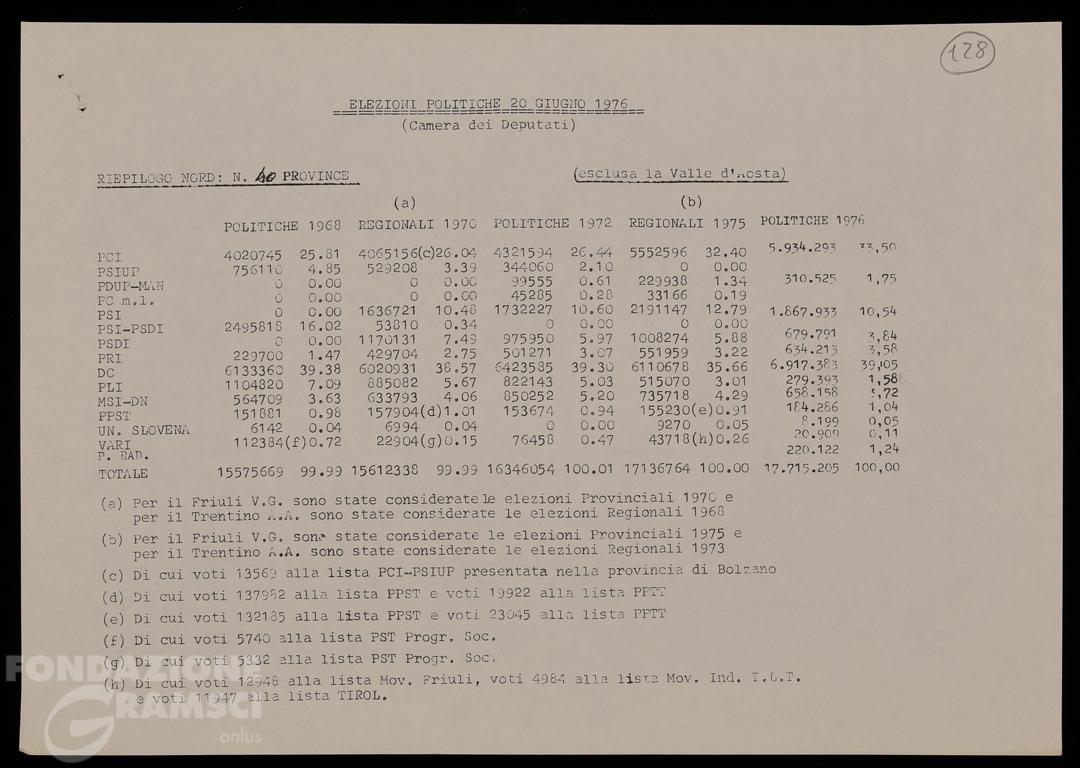 128
ELEZIONI POLITICHE 20 GIUGNO 1976
(Camera dei Deputati)
RIEPILOGO NORD: N. 40 PROVINCE (esclusa la Valle d'Aosta)
(a) (b)
POLITICHE 1968 REGIONALI 1970 POLITICHE 1972 REGIONALI 1975 POLITICHE 1976
PCI 4020745 25.81 4065156(c)26.04 4321594 26.44 5552596 32.40 5.934.293 33,50
PSIUP 756110 4.85 529208 3.39 344060 2.10 0 0.00
PDUP-MAN 0 0.00 0 0.00 99555 0.61 229938 1.34 310.525 1,75
PC m.l. 0 0.00 0 0.00 45285 0.28 33166 0.19
PSI 0 0.00 1636721 10.48 1732227 10.60 2191147 12.79 1.867.933 10,54
PSI-PSDI 2495818 16.02 53810 0.34 0 0.00 0 0.00
PSDI 0 0.00 1170131 7.49 975950 5.97 1008274 5.88 679.791 3,84
PRI 229700 1.47 429704 2.75 501271 3.07 551959 3.22 634.213 3,58
DC 6133360 39.38 6020931 38.57 6423585 39.30 6110678 35.66 6.917.383 39,05
PLI 1104820 7.09 885082 5.67 822143 5.03 515070 3.01 279.393 1,58
MSI-DN 564709 3.63 633793 4.06 850252 5.20 735718 4.29 658.158 3,72
PPST 151881 0.98 157904(d)1.01 153674 0.94 155230(e)0.91 184.286 1,04
UN. SLOVENA 6142 0.04 6994 0.04 0 0.00 9270 0.05 8.199 0,05
VARI 112384(f)0.72 22904(g)0.15 76458 0.47 43718(h)0.26 20.909 0,11
P. RAD. 220.122 1,24
TOTALE 15575669 99.99 15612338 99.99 16346054 100.01 17136764 100.00 17.715.205 100,00
(a) Per il Friuli V.G. sono state considerate le elezioni Provinciali 1970 e
per il Trentino A.A. sono state considerate le elezioni Regionali 1968
(b) Per il Friuli V.G. sono state considerate le elezioni Provinciali 1975 e
per il Trentino A.A. sono state considerate le elezioni Regionali 1973
(c) Di cui voti 13569 alla lista PCI-PSIUP presentata nella provincia di Bolzano
(d) Di cui voti 137982 alla lista PPST e voti 19922 alla lista PPTT
(e) Di cui voti 132185 alla lista PPST e voti 23045 alla lista PPTT
(f) Di cui voti 5740 alla lista PST Progr. Soc.
(g) Di cui voti 5332 alla lista PST Progr. Soc.
(h) Di cui voti 12948 alla lista Mov. Friuli, voti 4984 alla lista Mov. Ind. T.L.T.
e voti 11947 alla lista TIROL.
FONDAZIONE
GRAMSCI
onlus